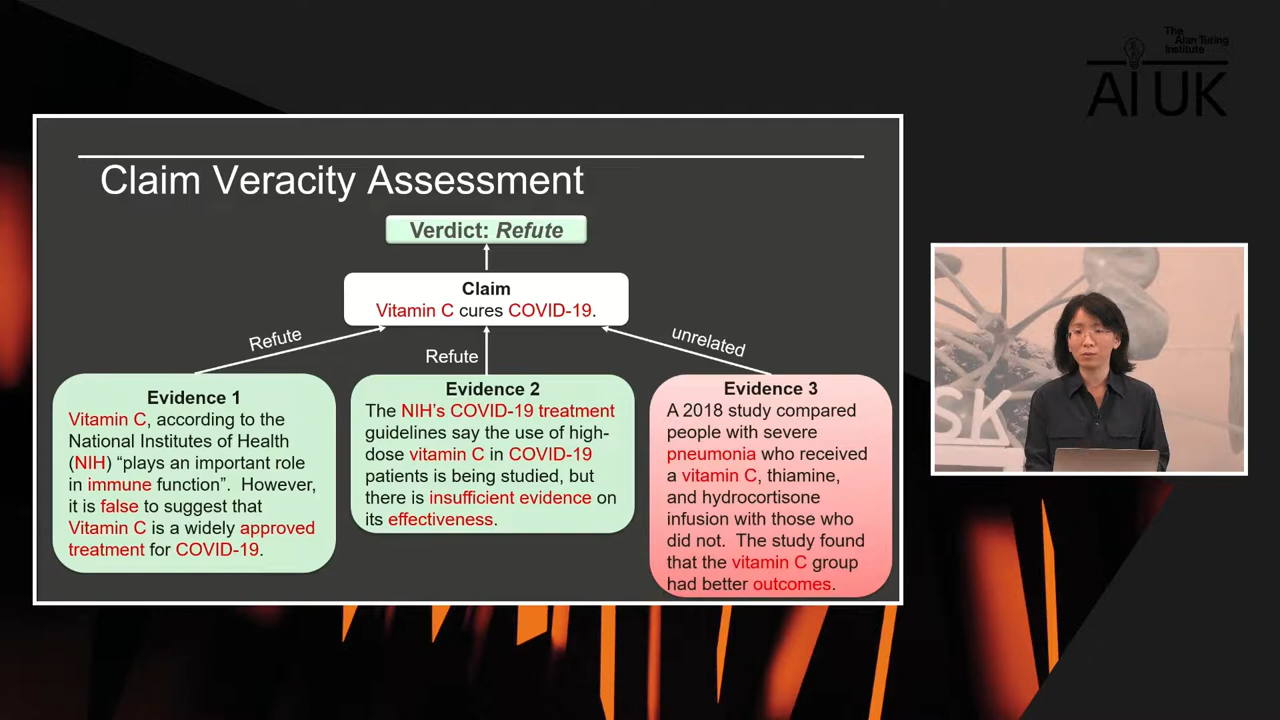 The
Alan Turing
Institute
AI UK
Claim Veracity Assessment
Verdict: Refute
Claim
Vitamin C cures COVID-19.
Refute
Refute
unrelated
Evidence 1
Vitamin C, according to the
National Institutes of Health
(NIH) “plays an important role
in immune function”. However,
it is false to suggest that
Vitamin C is a widely approved
treatment for COVID-19.
Evidence 2
The NIH’s COVID-19 treatment
guidelines say the use of high-
dose vitamin C in COVID-19
patients is being studied, but
there is insufficient evidence on
its effectiveness.
Evidence 3
A 2018 study compared
people with severe
pneumonia who received
a vitamin C, thiamine,
and hydrocortisone
infusion with those who
did not. The study found
that the vitamin C group
had better outcomes.
SK